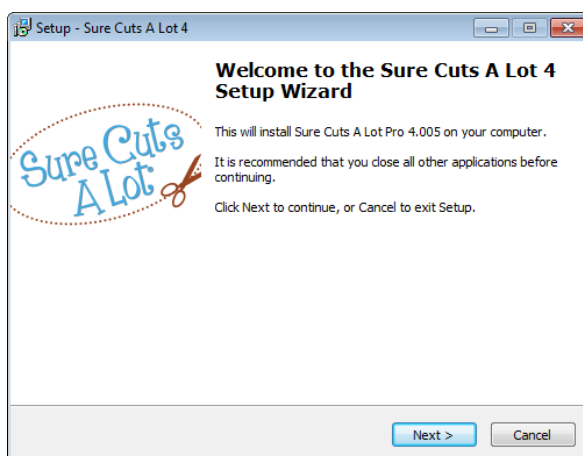 Setup - Sure Cuts A Lot 4
Welcome to the Sure Cuts A Lot 4
Setup Wizard
This will install Sure Cuts A Lot Pro 4.005 on your computer.
It is recommended that you close all other applications before
continuing.
Click Next to continue, or Cancel to exit Setup.
Sure Cuts
A Lot
Next >
Cancel